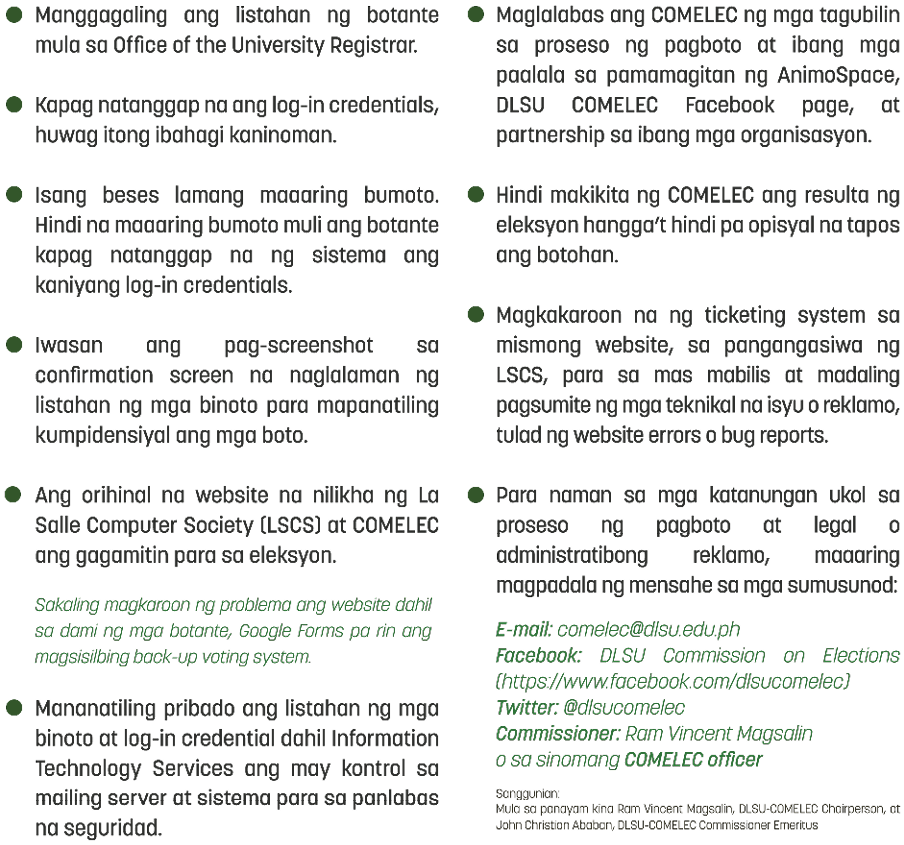 Manggagaling ang listahan ng botante
mula sa Office of the University Registrar.
Kapag natanggap na ang log-in credentials,
huwag itong ibahagi kaninoman.
Isang beses lamang maaaring bumoto.
Hindi na maaaring bumoto muli ang botante
kapag natanggap na ng sistema ang
kaniyang log-in credentials.
Iwasan ang pag-screenshot sa
confirmation screen na naglalaman ng
listahan ng mga binoto para mapanatiling
kumpidensiyal ang mga boto.
Ang orihinal na website na nilikha ng La
Salle Computer Society (LSCS) at COMELEC
ang gagamitin para sa eleksyon.
Sakaling magkaroon ng problema ang website dahil
sa dami ng mga botante, Google Forms pa rin ang
magsisilbing back-up voting system.
Mananatiling pribado ang listahan ng mga
binoto at log-in credential dahil Information
Technology Services ang may kontrol sa
mailing server at sistema para sa panlabas
na seguridad.
Maglalabas ang COMELEC ng mga tagubilin
sa proseso ng pagboto at ibang mga
paalala sa pamamagitan ng AnimoSpace,
DLSU COMELEC Facebook page, at
partnership sa ibang mga organisasyon.
Hindi makikita ng COMELEC ang resulta ng
eleksyon hangga't hindi pa opisyal na tapos
ang botohan.
Magkakaroon na ng ticketing system sa
mismong website, sa pangangasiwa ng
LSCS, para sa mas mabilis at madaling
pagsumite ng mga teknikal na isyu o reklamo,
tulad ng website errors o bug reports.
Para naman sa mga katanungan ukol sa
proseso ng pagboto at legal o
administratibong reklamo, maaaring
magpadala ng mensahe sa mga sumusunod:
E-mail: comelec@dlsu.edu.ph
Facebook: DLSU Commission on Elections
(https://www.facebook.com/dlsucomelec)
Twitter: @dlsucomelec
Commissioner: Ram Vincent Magsalin
o sa sinomang COMELEC officer
Sanggunian:
Mula sa panayam kina Ram Vincent Magsalin, DLSU-COMELEC Chairperson, at
John Christian Ababan, DLSU-COMELEC Commissioner Emeritus